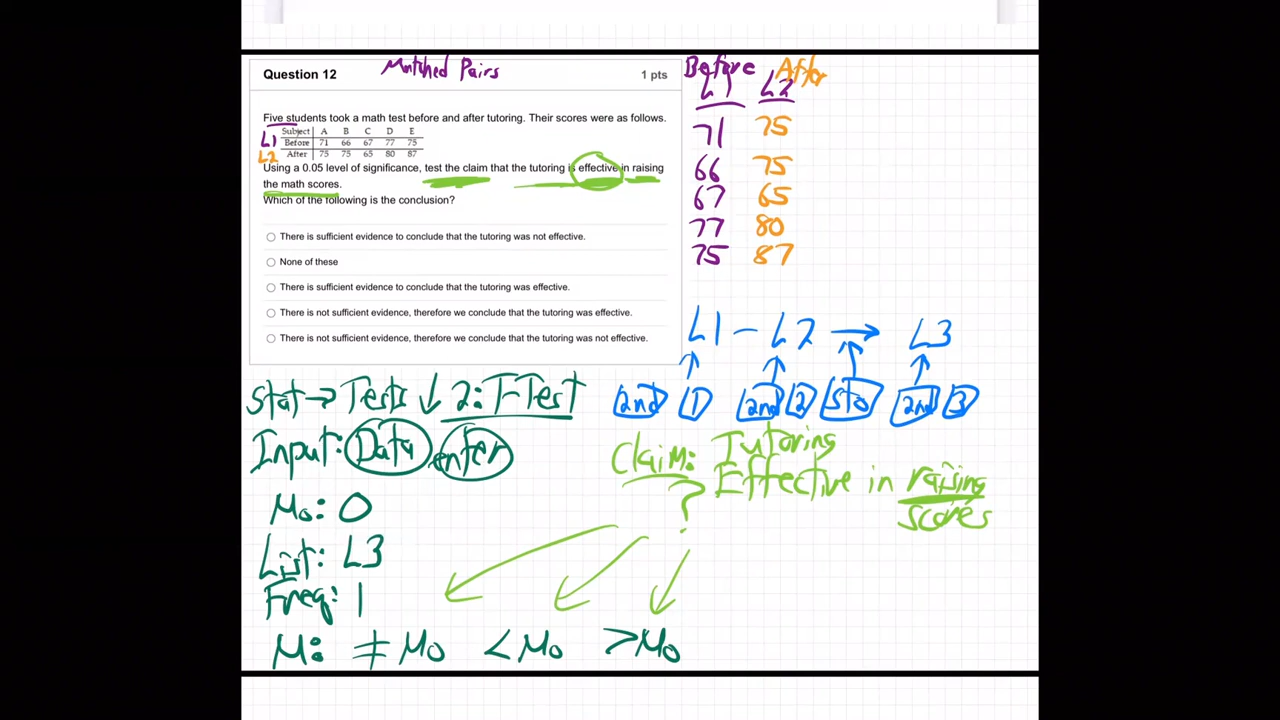 Question 12
Matched Pairs
1 pts
Five students took a math test before and after tutoring. Their scores were as follows.
L1
L2
Subject A B C D E
Before 71 66 67 77 75
After 75 75 65 80 87
Using a 0.05 level of significance, test the claim that the tutoring is effective in raising
the math scores.
Which of the following is the conclusion?
There is sufficient evidence to conclude that the tutoring was not effective.
None of these
There is sufficient evidence to conclude that the tutoring was effective.
There is not sufficient evidence, therefore we conclude that the tutoring was effective.
There is not sufficient evidence, therefore we conclude that the tutoring was not effective.
Before After
L1 L2
71 75
66 75
67 65
77 80
75 87
L1 − L2 → L3
2nd 1 2nd 2 Sto 2nd 3
Stat → Tests ↓ 2: T-Test
Input: Data enter
Mo: 0
List: L3
Freq: 1
M: ≠ Mo < Mo > Mo
Claim: Tutoring
Effective in raising
scores
?